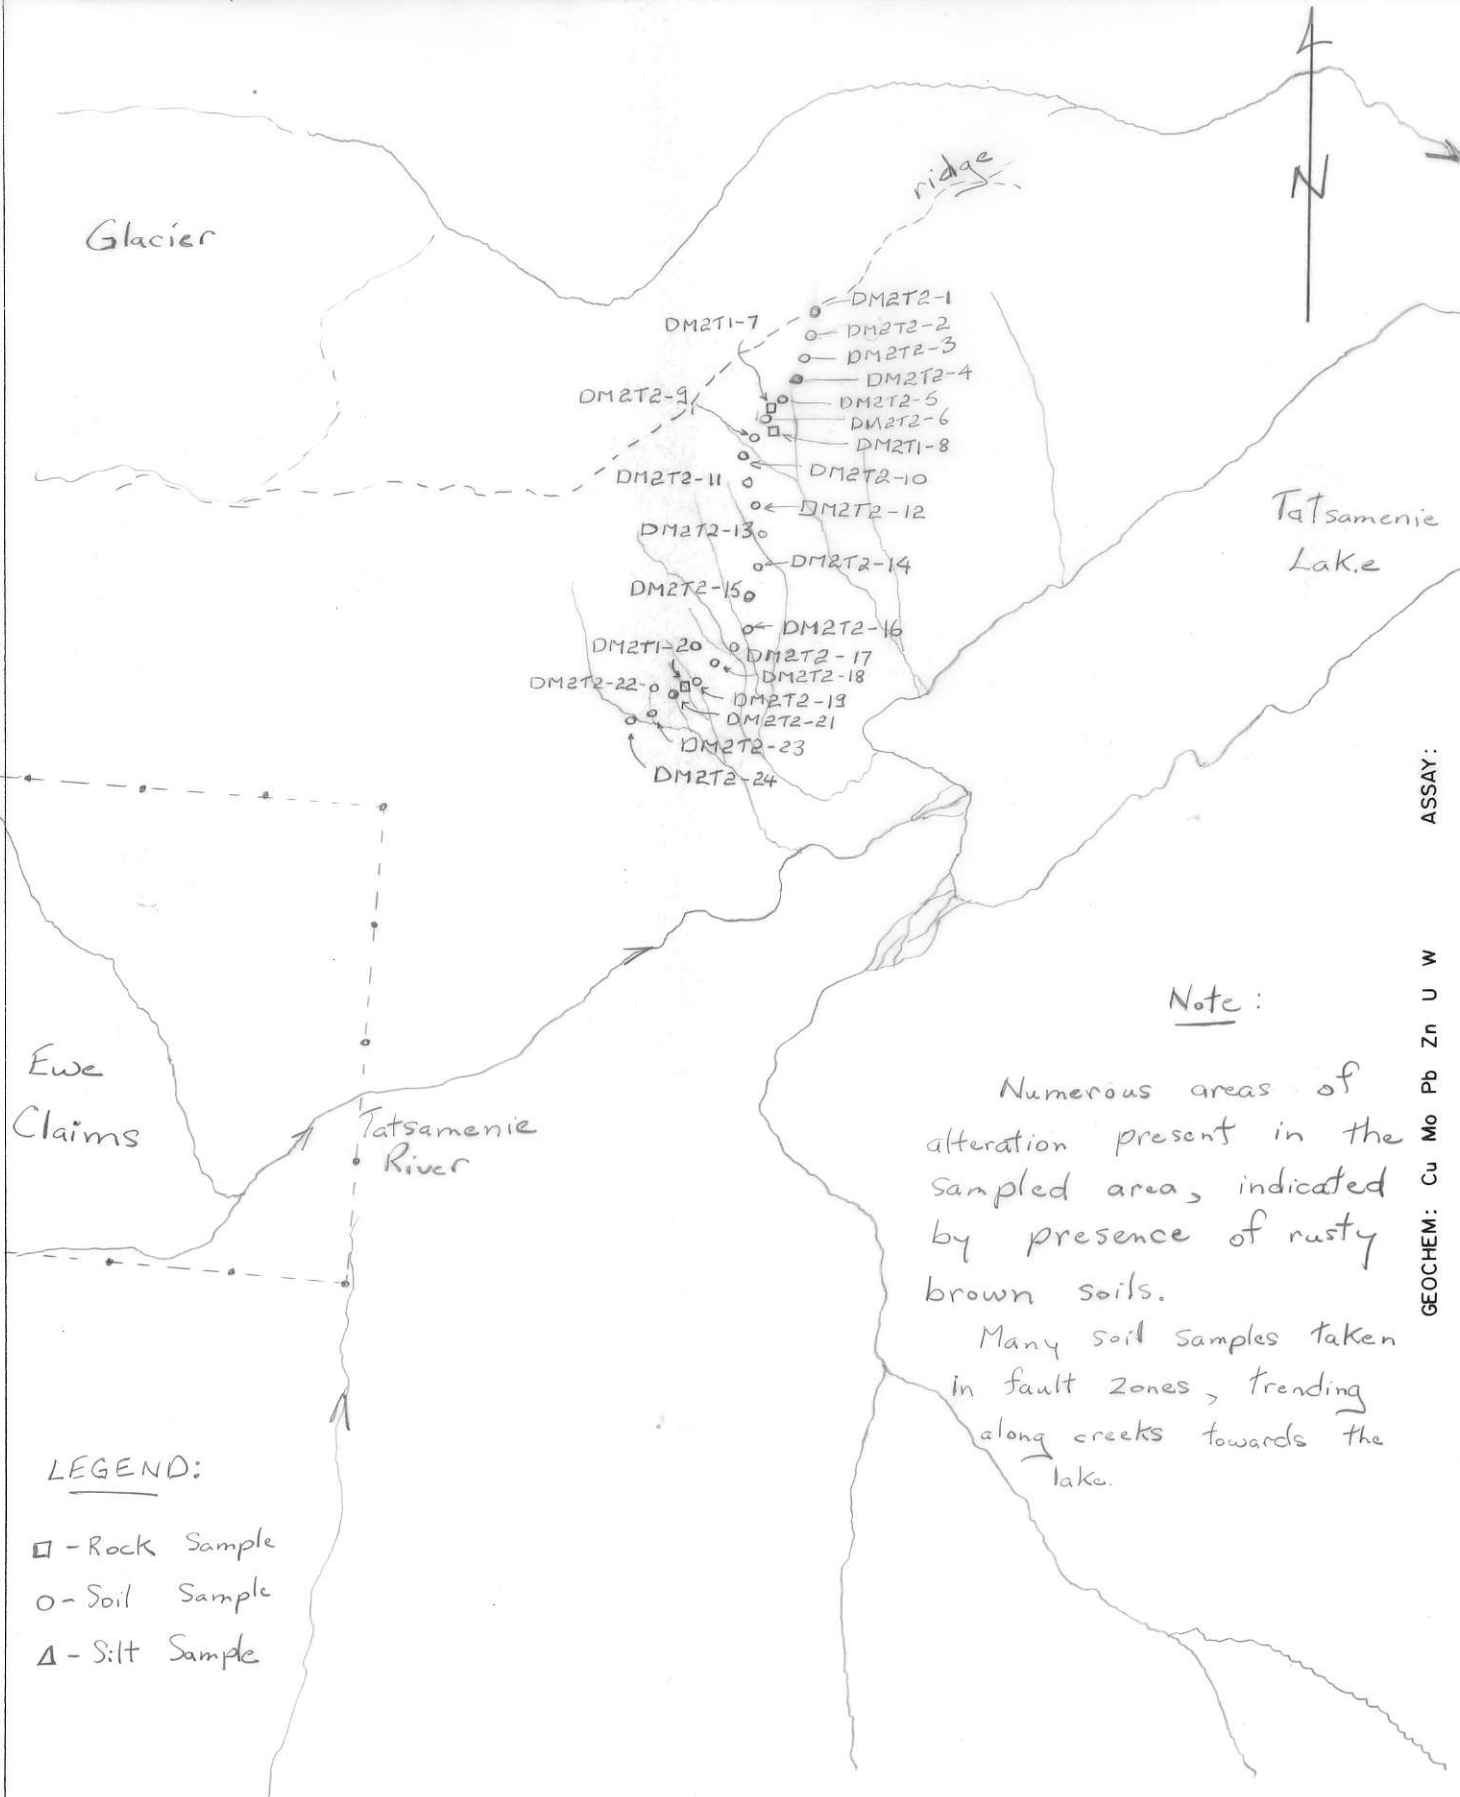 N
ridge
Glacier
DM2T2-1
DM2T1-7
DM2T2-2
DM2T2-3
DM2T2-4
DM2T2-9
DM2T2-5
DM2T2-6
DM2T1-8
DM2T2-10
DM2T2-11
DM2T2-12
DM2T2-13
DM2T2-14
DM2T2-15
DM2T2-16
DM2T1-20
DM2T2-17
DM2T2-18
DM2T2-22
DM2T2-19
DM2T2-21
DM2T2-23
DM2T2-24
Tatsamenie
Lake
Ewe
Claims
Tatsamenie
River
Note:
Numerous areas of
alteration present in the
sampled area, indicated
by presence of rusty
brown soils.
Many soil samples taken
in fault zones, trending
along creeks towards the
lake.
LEGEND:
□ - Rock Sample
o - Soil Sample
Δ - Silt Sample
GEOCHEM: Cu Mo Pb Zn U W ASSAY: